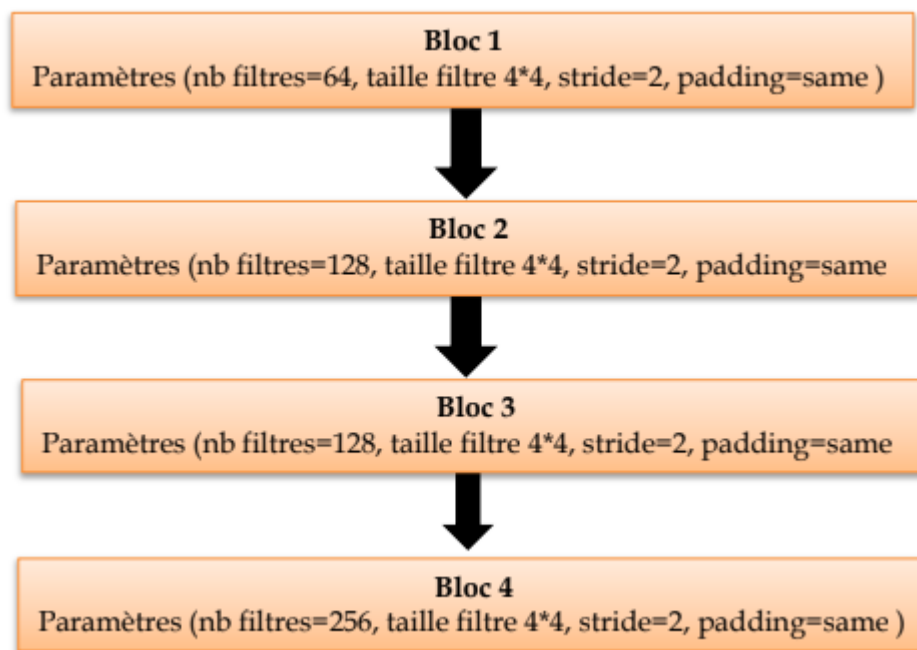 Bloc 1
Paramètres (nb filtres=64, taille filtre 4*4, stride=2, padding=same )
Bloc 2
Paramètres (nb filtres=128, taille filtre 4*4, stride=2, padding=same
Bloc 3
Paramètres (nb filtres=128, taille filtre 4*4, stride=2, padding=same
Bloc 4
Paramètres (nb filtres=256, taille filtre 4*4, stride=2, padding=same )